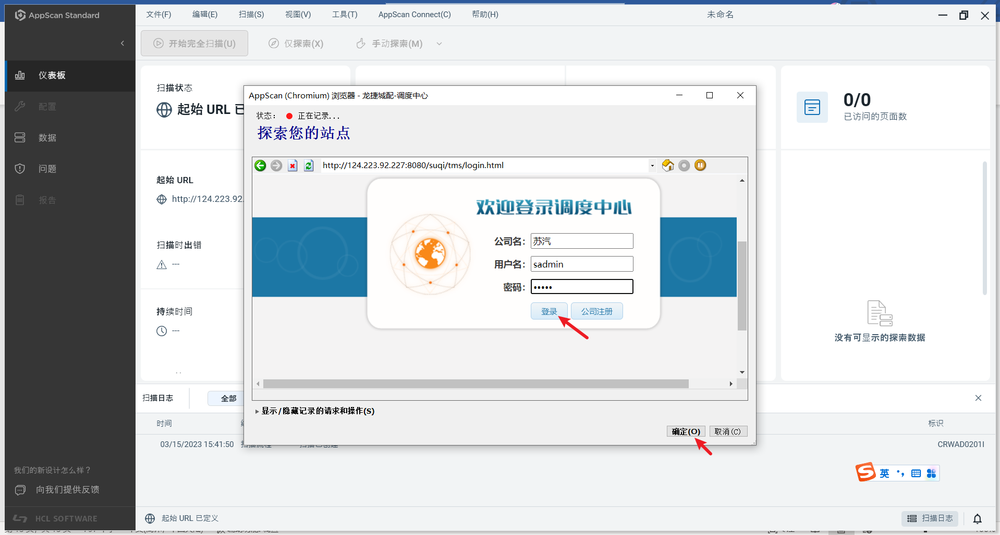 AppScan Standard
文件(F) 编辑(E) 扫描(S) 视图(V) 工具(T) AppScan Connect(C) 帮助(H) 未命名
开始完全扫描(U) 仅探索(X) 手动探索(M)
仪表板
配置
数据
问题
报告
我们的新设计怎么样？
向我们提供反馈
HCL SOFTWARE
扫描状态
起始 URL 已
起始 URL
http://124.223.92.
扫描时出错
---
持续时间
---
0/0
已访问的页面数
没有可显示的探索数据
AppScan (Chromium) 浏览器 - 龙捷城配-调度中心
状态： 正在记录...
探索您的站点
http://124.223.92.227:8080/suqi/tms/login.html
欢迎登录调度中心
公司名： 苏汽
用户名： sadmin
密码： •••••
登录 公司注册
显示/隐藏记录的请求和操作(S)
确定(O) 取消(C)
扫描日志 全部
时间 标识
03/15/2023 15:41:50 扫描流程 扫描已创建 CRWAD0201I
英
起始 URL 已定义 扫描日志